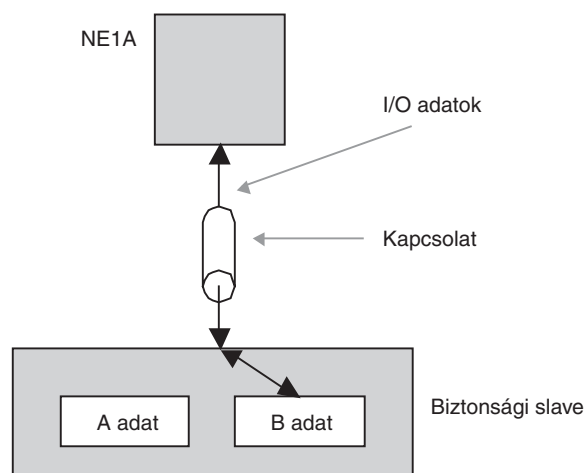 NE1A
I/O adatok
Kapcsolat
Biztonsági slave
A adat
B adat